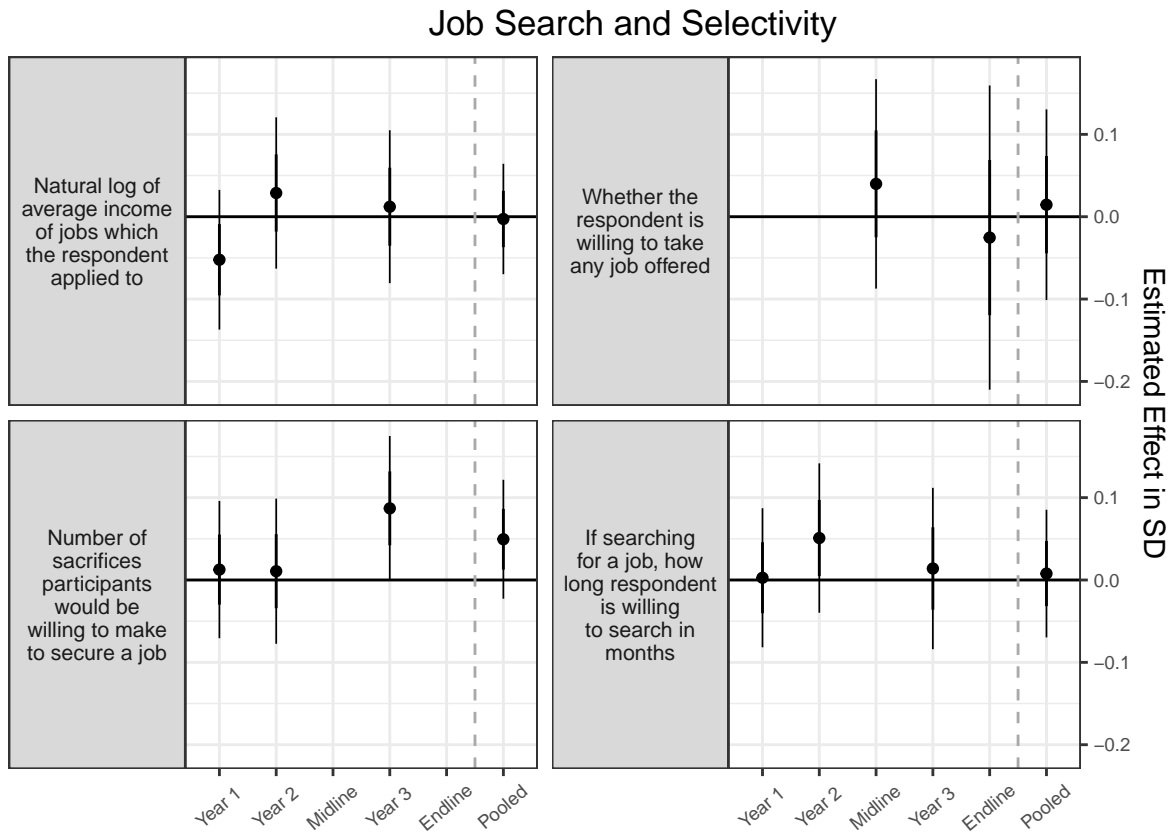 Job Search and Selectivity
Natural log of
average income
of jobs which
the respondent
applied to
Whether the
respondent is
willing to take
any job offered
0.1
0.0
−0.1
−0.2
Number of
sacrifices
participants
would be
willing to make
to secure a job
If searching
for a job, how
long respondent
is willing
to search in
months
0.1
0.0
−0.1
−0.2
Estimated Effect in SD
Year 1
Year 2
Midline
Year 3
Endline
Pooled
Year 1
Year 2
Midline
Year 3
Endline
Pooled